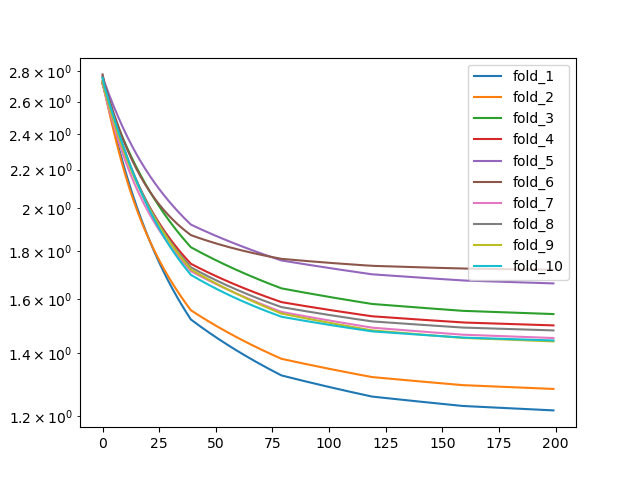 2.8 × 10⁰
2.6 × 10⁰
2.4 × 10⁰
2.2 × 10⁰
2 × 10⁰
1.8 × 10⁰
1.6 × 10⁰
1.4 × 10⁰
1.2 × 10⁰
0 25 50 75 100 125 150 175 200
fold_1
fold_2
fold_3
fold_4
fold_5
fold_6
fold_7
fold_8
fold_9
fold_10